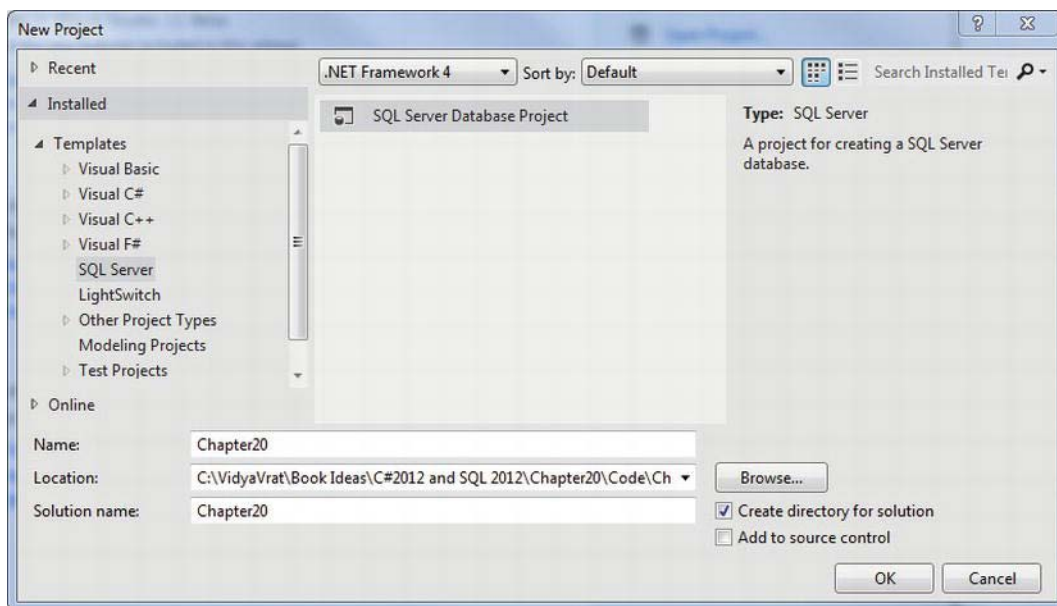 New Project
Recent
Installed
Templates
Visual Basic
Visual C#
Visual C++
Visual F#
SQL Server
LightSwitch
Other Project Types
Modeling Projects
Test Projects
Online
.NET Framework 4
Sort by: Default
Search Installed Te
SQL Server Database Project
Type: SQL Server
A project for creating a SQL Server
database.
Name: Chapter20
Location: C:\VidyaVrat\Book Ideas\C#2012 and SQL 2012\Chapter20\Code\Ch
Browse...
Solution name: Chapter20
Create directory for solution
Add to source control
OK
Cancel